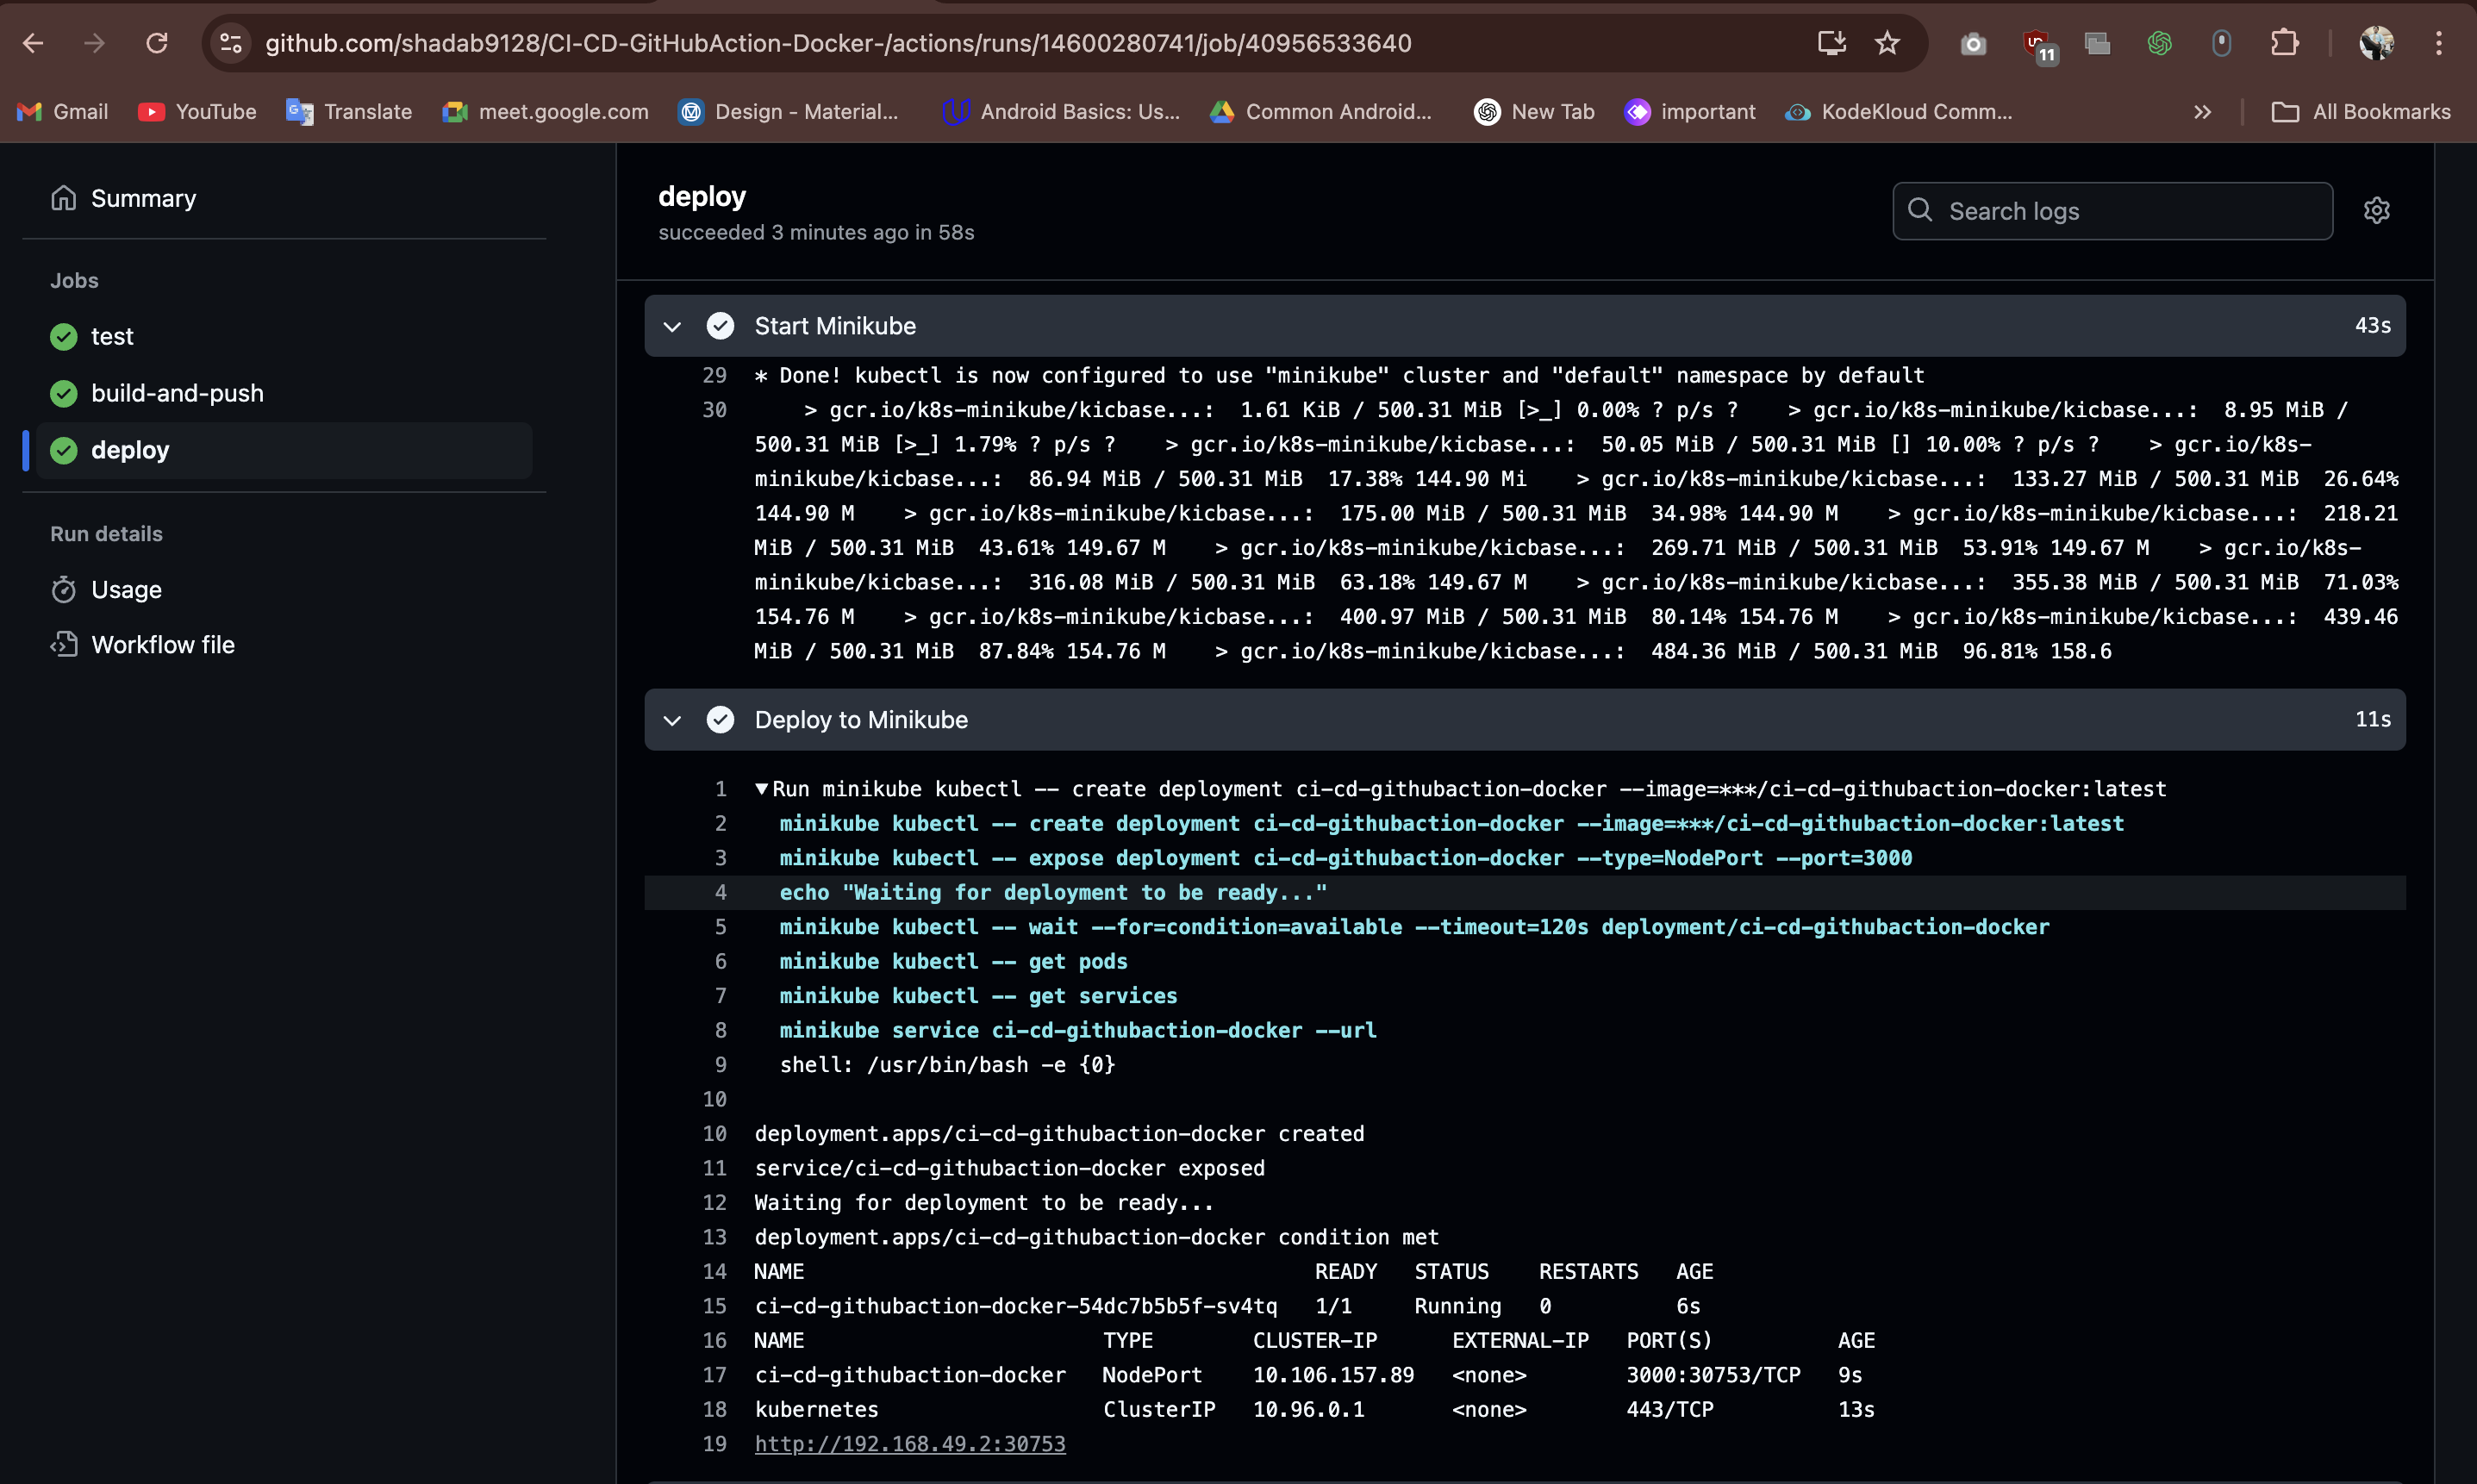 github.com/shadab9128/CI-CD-GitHubAction-Docker-/actions/runs/14600280741/job/40956533640
11
Gmail
YouTube
Translate
meet.google.com
Design - Material...
Android Basics: Us...
Common Android...
New Tab
important
KodeKloud Comm...
All Bookmarks
Summary
Jobs
test
build-and-push
deploy
Run details
Usage
Workflow file
deploy
succeeded 3 minutes ago in 58s
Search logs
Start Minikube 43s
29 * Done! kubectl is now configured to use "minikube" cluster and "default" namespace by default
30 > gcr.io/k8s-minikube/kicbase...: 1.61 KiB / 500.31 MiB [>_] 0.00% ? p/s ? > gcr.io/k8s-minikube/kicbase...: 8.95 MiB /
500.31 MiB [>_] 1.79% ? p/s ? > gcr.io/k8s-minikube/kicbase...: 50.05 MiB / 500.31 MiB [] 10.00% ? p/s ? > gcr.io/k8s-
minikube/kicbase...: 86.94 MiB / 500.31 MiB 17.38% 144.90 Mi > gcr.io/k8s-minikube/kicbase...: 133.27 MiB / 500.31 MiB 26.64%
144.90 M > gcr.io/k8s-minikube/kicbase...: 175.00 MiB / 500.31 MiB 34.98% 144.90 M > gcr.io/k8s-minikube/kicbase...: 218.21
MiB / 500.31 MiB 43.61% 149.67 M > gcr.io/k8s-minikube/kicbase...: 269.71 MiB / 500.31 MiB 53.91% 149.67 M > gcr.io/k8s-
minikube/kicbase...: 316.08 MiB / 500.31 MiB 63.18% 149.67 M > gcr.io/k8s-minikube/kicbase...: 355.38 MiB / 500.31 MiB 71.03%
154.76 M > gcr.io/k8s-minikube/kicbase...: 400.97 MiB / 500.31 MiB 80.14% 154.76 M > gcr.io/k8s-minikube/kicbase...: 439.46
MiB / 500.31 MiB 87.84% 154.76 M > gcr.io/k8s-minikube/kicbase...: 484.36 MiB / 500.31 MiB 96.81% 158.6
Deploy to Minikube 11s
1 ▼Run minikube kubectl -- create deployment ci-cd-githubaction-docker --image=***/ci-cd-githubaction-docker:latest
2 minikube kubectl -- create deployment ci-cd-githubaction-docker --image=***/ci-cd-githubaction-docker:latest
3 minikube kubectl -- expose deployment ci-cd-githubaction-docker --type=NodePort --port=3000
4 echo "Waiting for deployment to be ready..."
5 minikube kubectl -- wait --for=condition=available --timeout=120s deployment/ci-cd-githubaction-docker
6 minikube kubectl -- get pods
7 minikube kubectl -- get services
8 minikube service ci-cd-githubaction-docker --url
9 shell: /usr/bin/bash -e {0}
10
10 deployment.apps/ci-cd-githubaction-docker created
11 service/ci-cd-githubaction-docker exposed
12 Waiting for deployment to be ready...
13 deployment.apps/ci-cd-githubaction-docker condition met
14 NAME READY STATUS RESTARTS AGE
15 ci-cd-githubaction-docker-54dc7b5b5f-sv4tq 1/1 Running 0 6s
16 NAME TYPE CLUSTER-IP EXTERNAL-IP PORT(S) AGE
17 ci-cd-githubaction-docker NodePort 10.106.157.89 <none> 3000:30753/TCP 9s
18 kubernetes ClusterIP 10.96.0.1 <none> 443/TCP 13s
19 http://192.168.49.2:30753